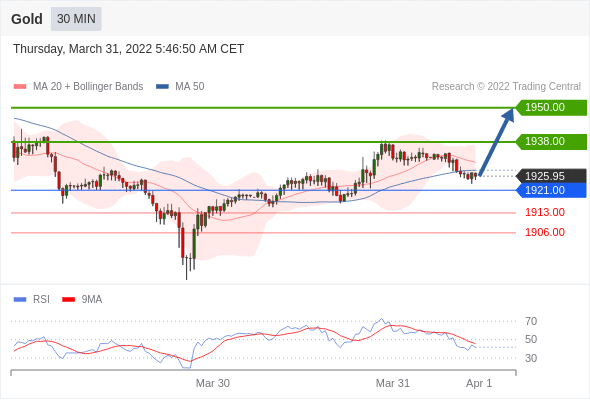 Gold 30 MIN
Thursday, March 31, 2022 5:46:50 AM CET
MA 20 + Bollinger Bands MA 50 Research © 2022 Trading Central
1950.00
1938.00
1925.95
1921.00
1913.00
1906.00
RSI 9MA
70
50
30
Mar 30 Mar 31 Apr 1